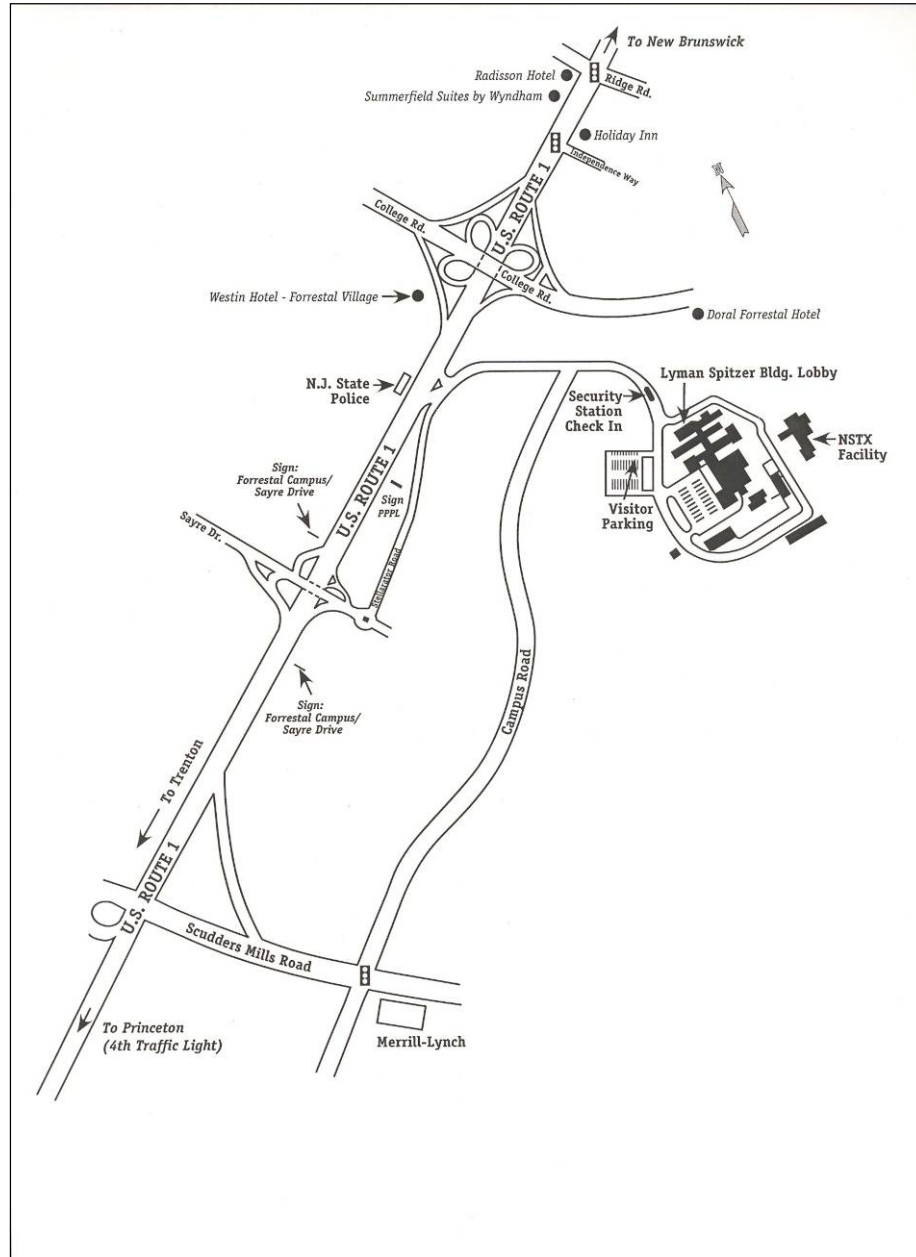 To New Brunswick
Radisson Hotel
Ridge Rd.
Summerfield Suites by Wyndham
Holiday Inn
Independence Way
U.S. ROUTE 1
College Rd.
College Rd.
Westin Hotel - Forrestal Village
Doral Forrestal Hotel
N.J. State
Police
Lyman Spitzer Bldg. Lobby
Security
Station
Check In
NSTX
Facility
Sign:
Forrestal Campus/
Sayre Drive
U.S. ROUTE 1
Sign
PPPL
Visitor
Parking
Sayre Dr.
Stellarator Road
Sign:
Forrestal Campus/
Sayre Drive
Campus Road
To Trenton
U.S. ROUTE 1
Scudders Mills Road
To Princeton
(4th Traffic Light)
Merrill-Lynch